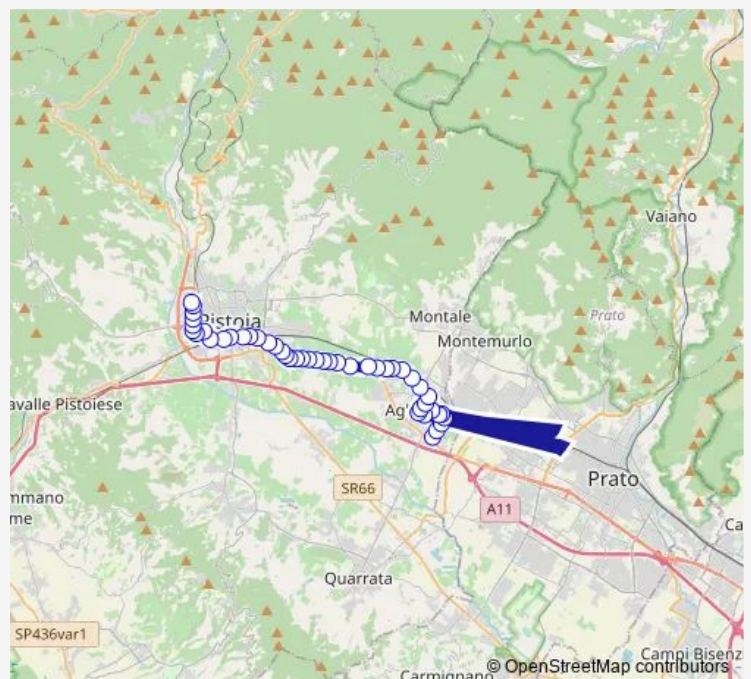 Vaiano
Prato
Pistoia
Montale
Montemurlo
avalle Pistoiese
Ag
Prato
SR66
A11
mmano
me
Ca
Quarrata
SP436var1
Campi Bisenz
Carmignano
© OpenStreetMap contributors